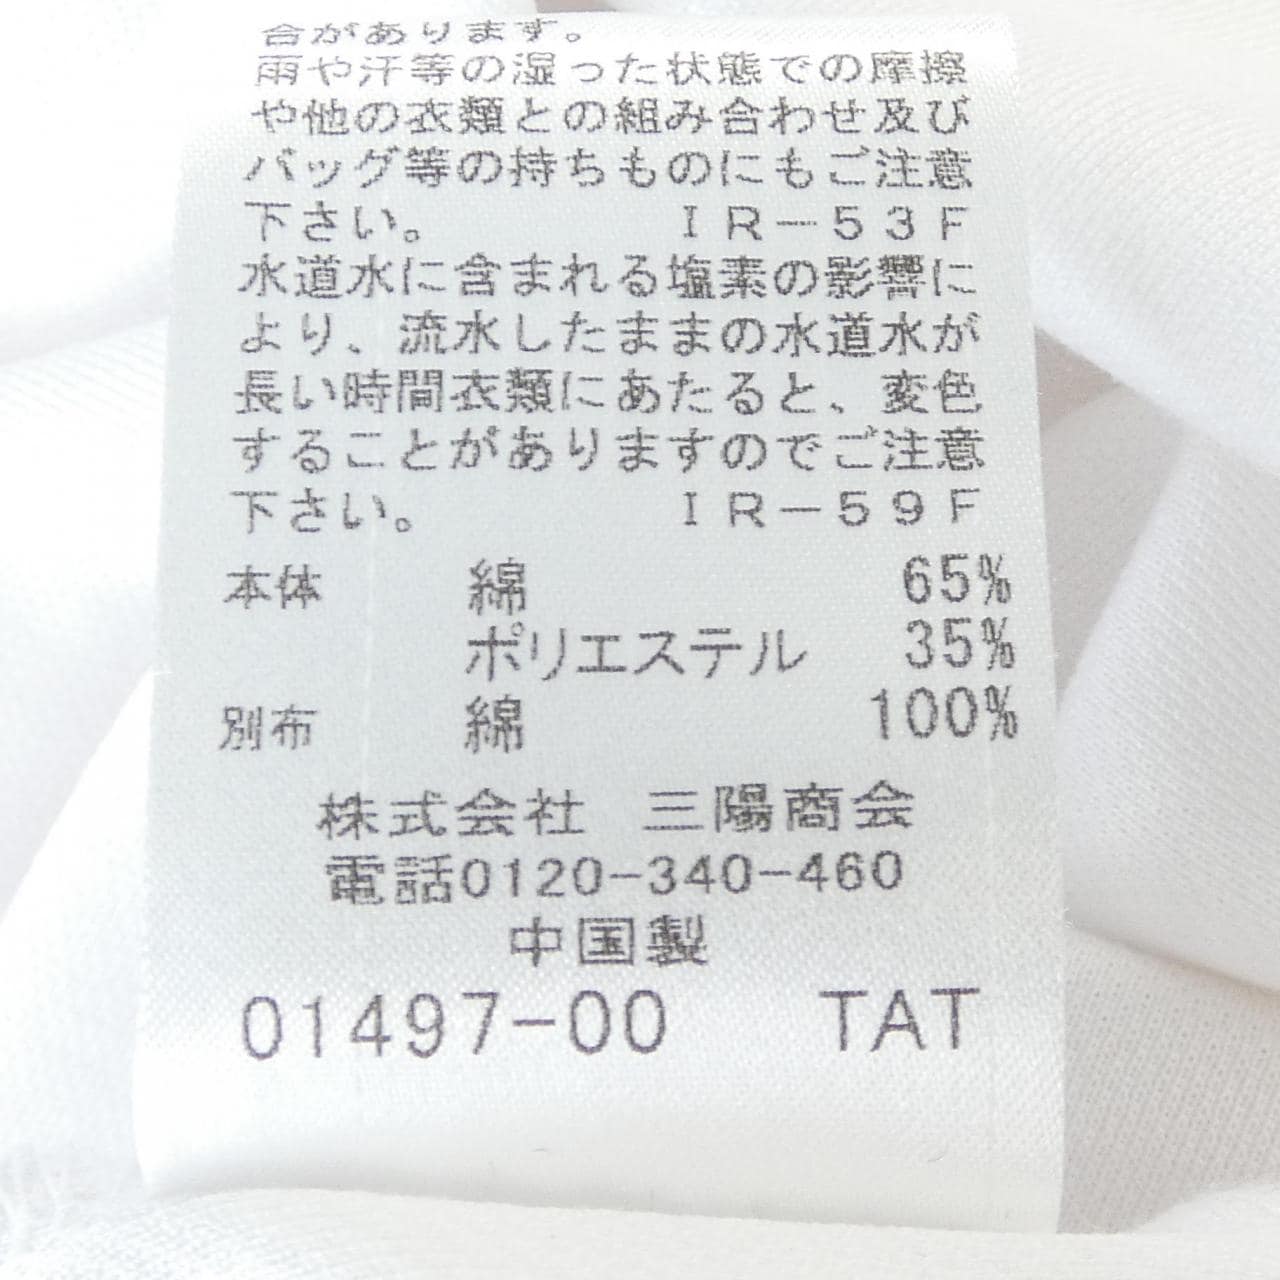 合があります。
雨や汗等の湿った状態での摩擦
や他の衣類との組み合わせ及び
バッグ等の持ちものにもご注意
下さい。 IR-53F
水道水に含まれる塩素の影響に
より、流水したままの水道水が
長い時間衣類にあたると、変色
することがありますのでご注意
下さい。 IR-59F
本体 綿 65%
ポリエステル 35%
別布 綿 100%
株式会社 三陽商会
電話0120-340-460
中国製
01497-00 TAT